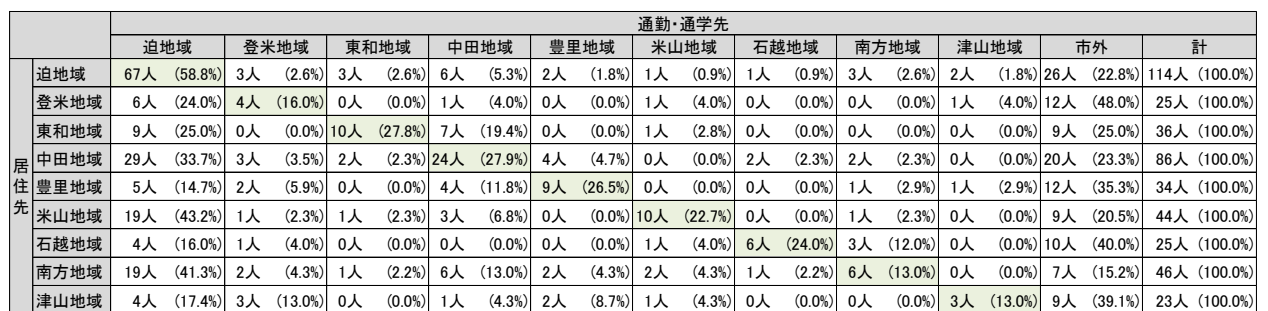 通勤・通学先
迫地域 登米地域 東和地域 中田地域 豊里地域 米山地域 石越地域 南方地域 津山地域 市外 計
居住先
迫地域 67人 (58.8%) 3人 (2.6%) 3人 (2.6%) 6人 (5.3%) 2人 (1.8%) 1人 (0.9%) 1人 (0.9%) 3人 (2.6%) 2人 (1.8%) 26人 (22.8%) 114人 (100.0%)
登米地域 6人 (24.0%) 4人 (16.0%) 0人 (0.0%) 1人 (4.0%) 0人 (0.0%) 1人 (4.0%) 0人 (0.0%) 0人 (0.0%) 1人 (4.0%) 12人 (48.0%) 25人 (100.0%)
東和地域 9人 (25.0%) 0人 (0.0%) 10人 (27.8%) 7人 (19.4%) 0人 (0.0%) 1人 (2.8%) 0人 (0.0%) 0人 (0.0%) 0人 (0.0%) 9人 (25.0%) 36人 (100.0%)
中田地域 29人 (33.7%) 3人 (3.5%) 2人 (2.3%) 24人 (27.9%) 4人 (4.7%) 0人 (0.0%) 2人 (2.3%) 2人 (2.3%) 0人 (0.0%) 20人 (23.3%) 86人 (100.0%)
豊里地域 5人 (14.7%) 2人 (5.9%) 0人 (0.0%) 4人 (11.8%) 9人 (26.5%) 0人 (0.0%) 0人 (0.0%) 1人 (2.9%) 1人 (2.9%) 12人 (35.3%) 34人 (100.0%)
米山地域 19人 (43.2%) 1人 (2.3%) 1人 (2.3%) 3人 (6.8%) 0人 (0.0%) 10人 (22.7%) 0人 (0.0%) 1人 (2.3%) 0人 (0.0%) 9人 (20.5%) 44人 (100.0%)
石越地域 4人 (16.0%) 1人 (4.0%) 0人 (0.0%) 0人 (0.0%) 0人 (0.0%) 1人 (4.0%) 6人 (24.0%) 3人 (12.0%) 0人 (0.0%) 10人 (40.0%) 25人 (100.0%)
南方地域 19人 (41.3%) 2人 (4.3%) 1人 (2.2%) 6人 (13.0%) 2人 (4.3%) 2人 (4.3%) 1人 (2.2%) 6人 (13.0%) 0人 (0.0%) 7人 (15.2%) 46人 (100.0%)
津山地域 4人 (17.4%) 3人 (13.0%) 0人 (0.0%) 1人 (4.3%) 2人 (8.7%) 1人 (4.3%) 0人 (0.0%) 0人 (0.0%) 3人 (13.0%) 9人 (39.1%) 23人 (100.0%)